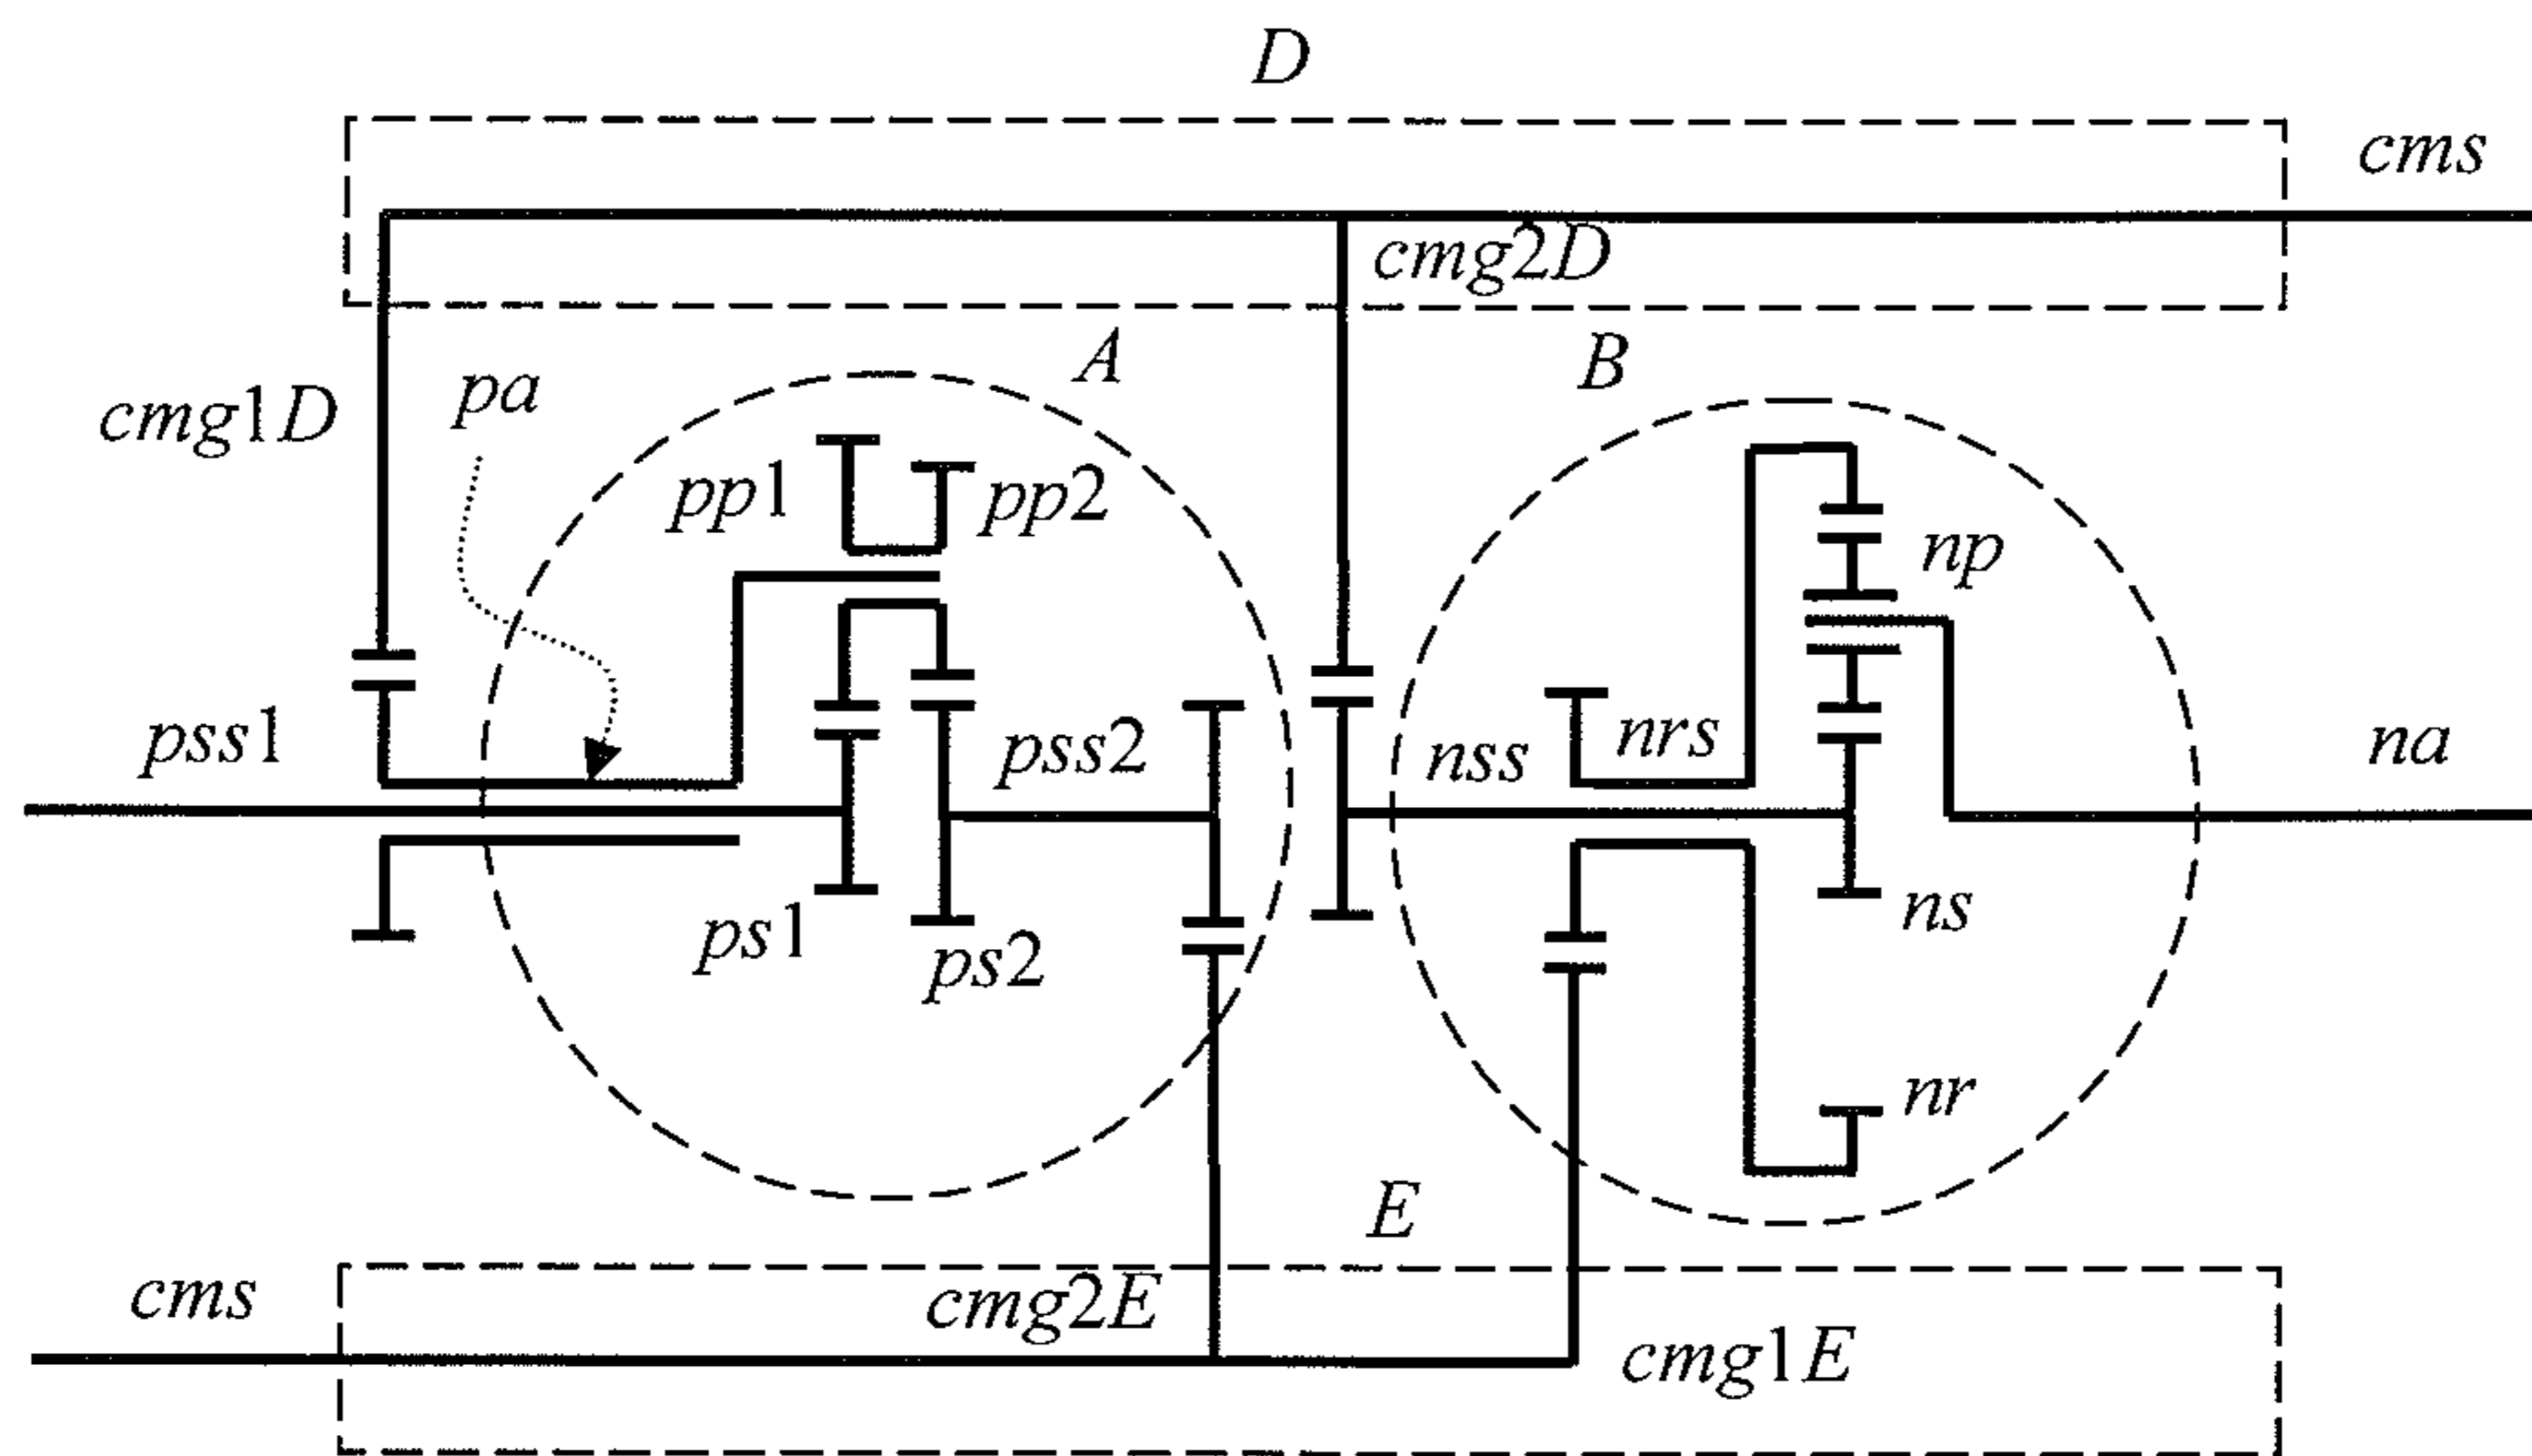 D
cms
cmg2D
A
B
pa
cmg1D
pp1
pp2
np
pss1
pss2
nss
nrs
na
ps1
ps2
ns
nr
E
cms
cmg2E
cmg1E